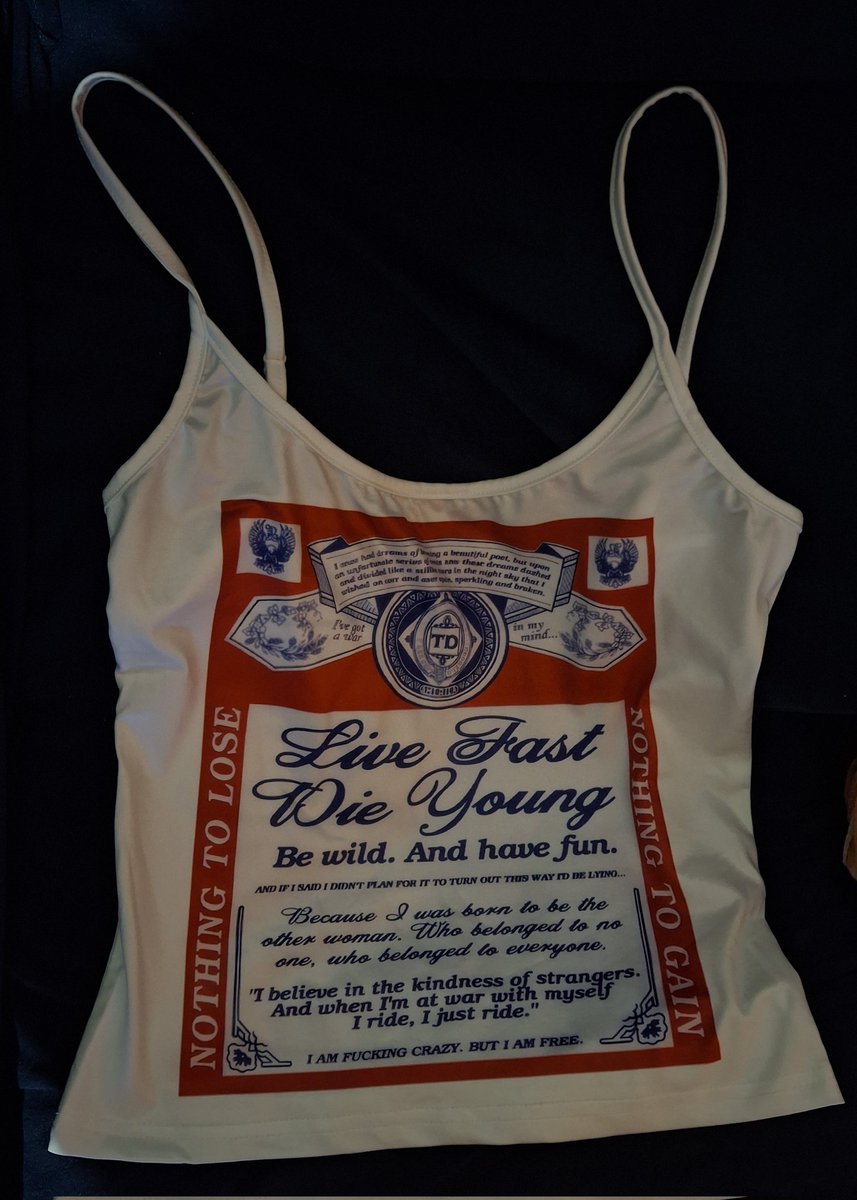 I once had dreams of becoming a beautiful poet, but upon
an unfortunate series of events saw those dreams dashed
and divided like a million stars in the night sky that I
wished on over and over again, sparkling and broken.
I've got
a war
in my
mind...
TD
Live Fast
Die Young
Be wild. And have fun.
AND IF I SAID I DIDN'T PLAN FOR IT TO TURN OUT THIS WAY I'D BE LYING...
Because I was born to be the
other woman. Who belonged to no
one, who belonged to everyone.
"I believe in the kindness of strangers.
And when I'm at war with myself
I ride, I just ride."
I AM FUCKING CRAZY. BUT I AM FREE.
NOTHING TO LOSE
NOTHING TO GAIN